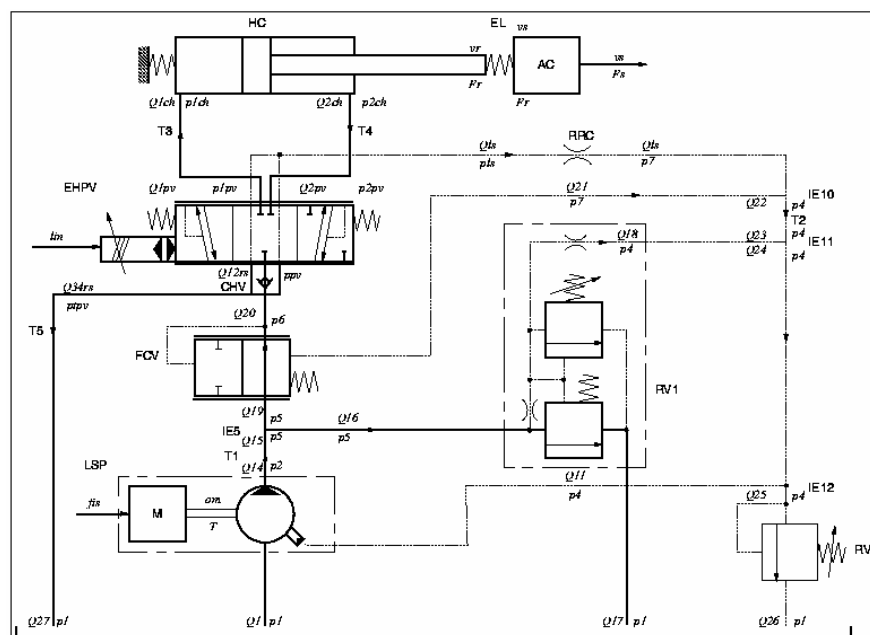 HC
EL
vs
vr
AC
vs
Fr
Fs
Q1ch
p1ch
Q2ch
p2ch
Fr
T3
T4
RRC
Qls
Qls
pls
p7
EHPV
Q1pv
p1pv
Q2pv
p2pv
Q21
IE10
p7
Q22
p4
T2
Iin
Q18
Q23
p4
IE11
p4
Q24
p4
Q12rs
ppv
Q34rs
CHV
ptpv
Q20
p6
T5
FCV
RV1
Q19
p5
Q16
IE5
p5
p5
Q15
T1
LSP
Q14
p2
Q11
IE12
p4
Q25
p4
fis
M
om
T
RV
Q27
p1
Q1
p1
Q17
p1
Q26
p1